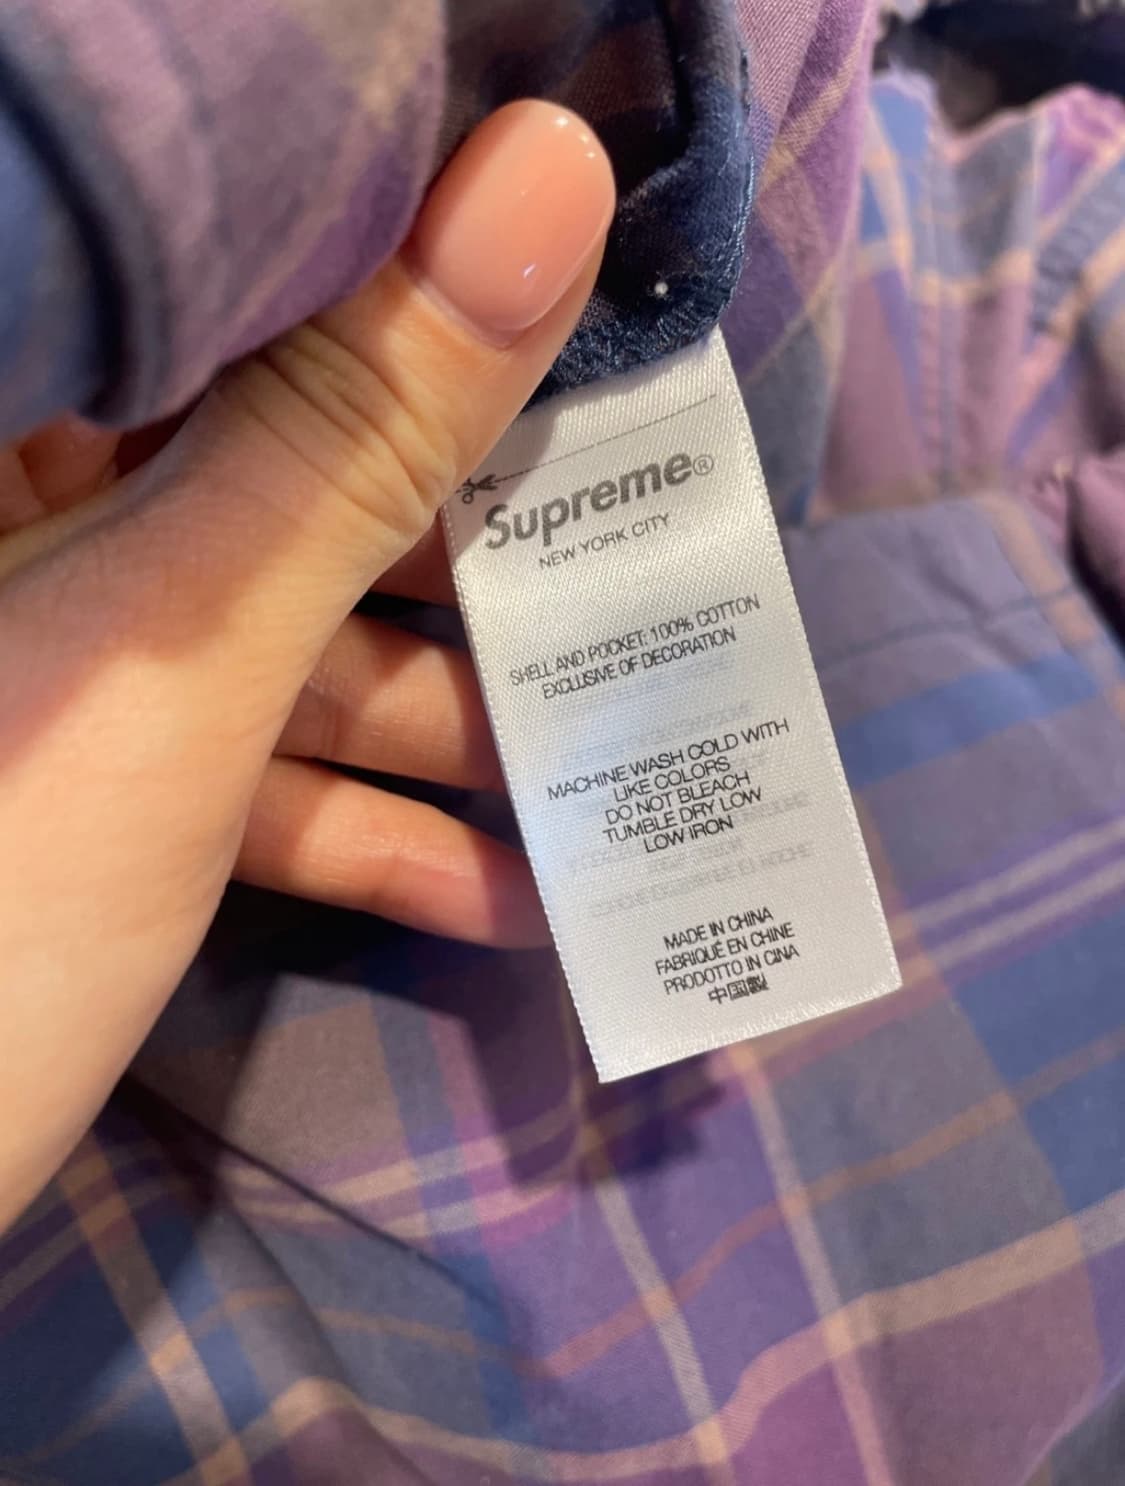 Supreme®
NEW YORK CITY
SHELL AND POCKET: 100% COTTON
EXCLUSIVE OF DECORATION
MACHINE WASH COLD WITH
LIKE COLORS
DO NOT BLEACH
TUMBLE DRY LOW
LOW IRON
MADE IN CHINA
FABRIQUÉ EN CHINE
PRODOTTO IN CINA
中国製